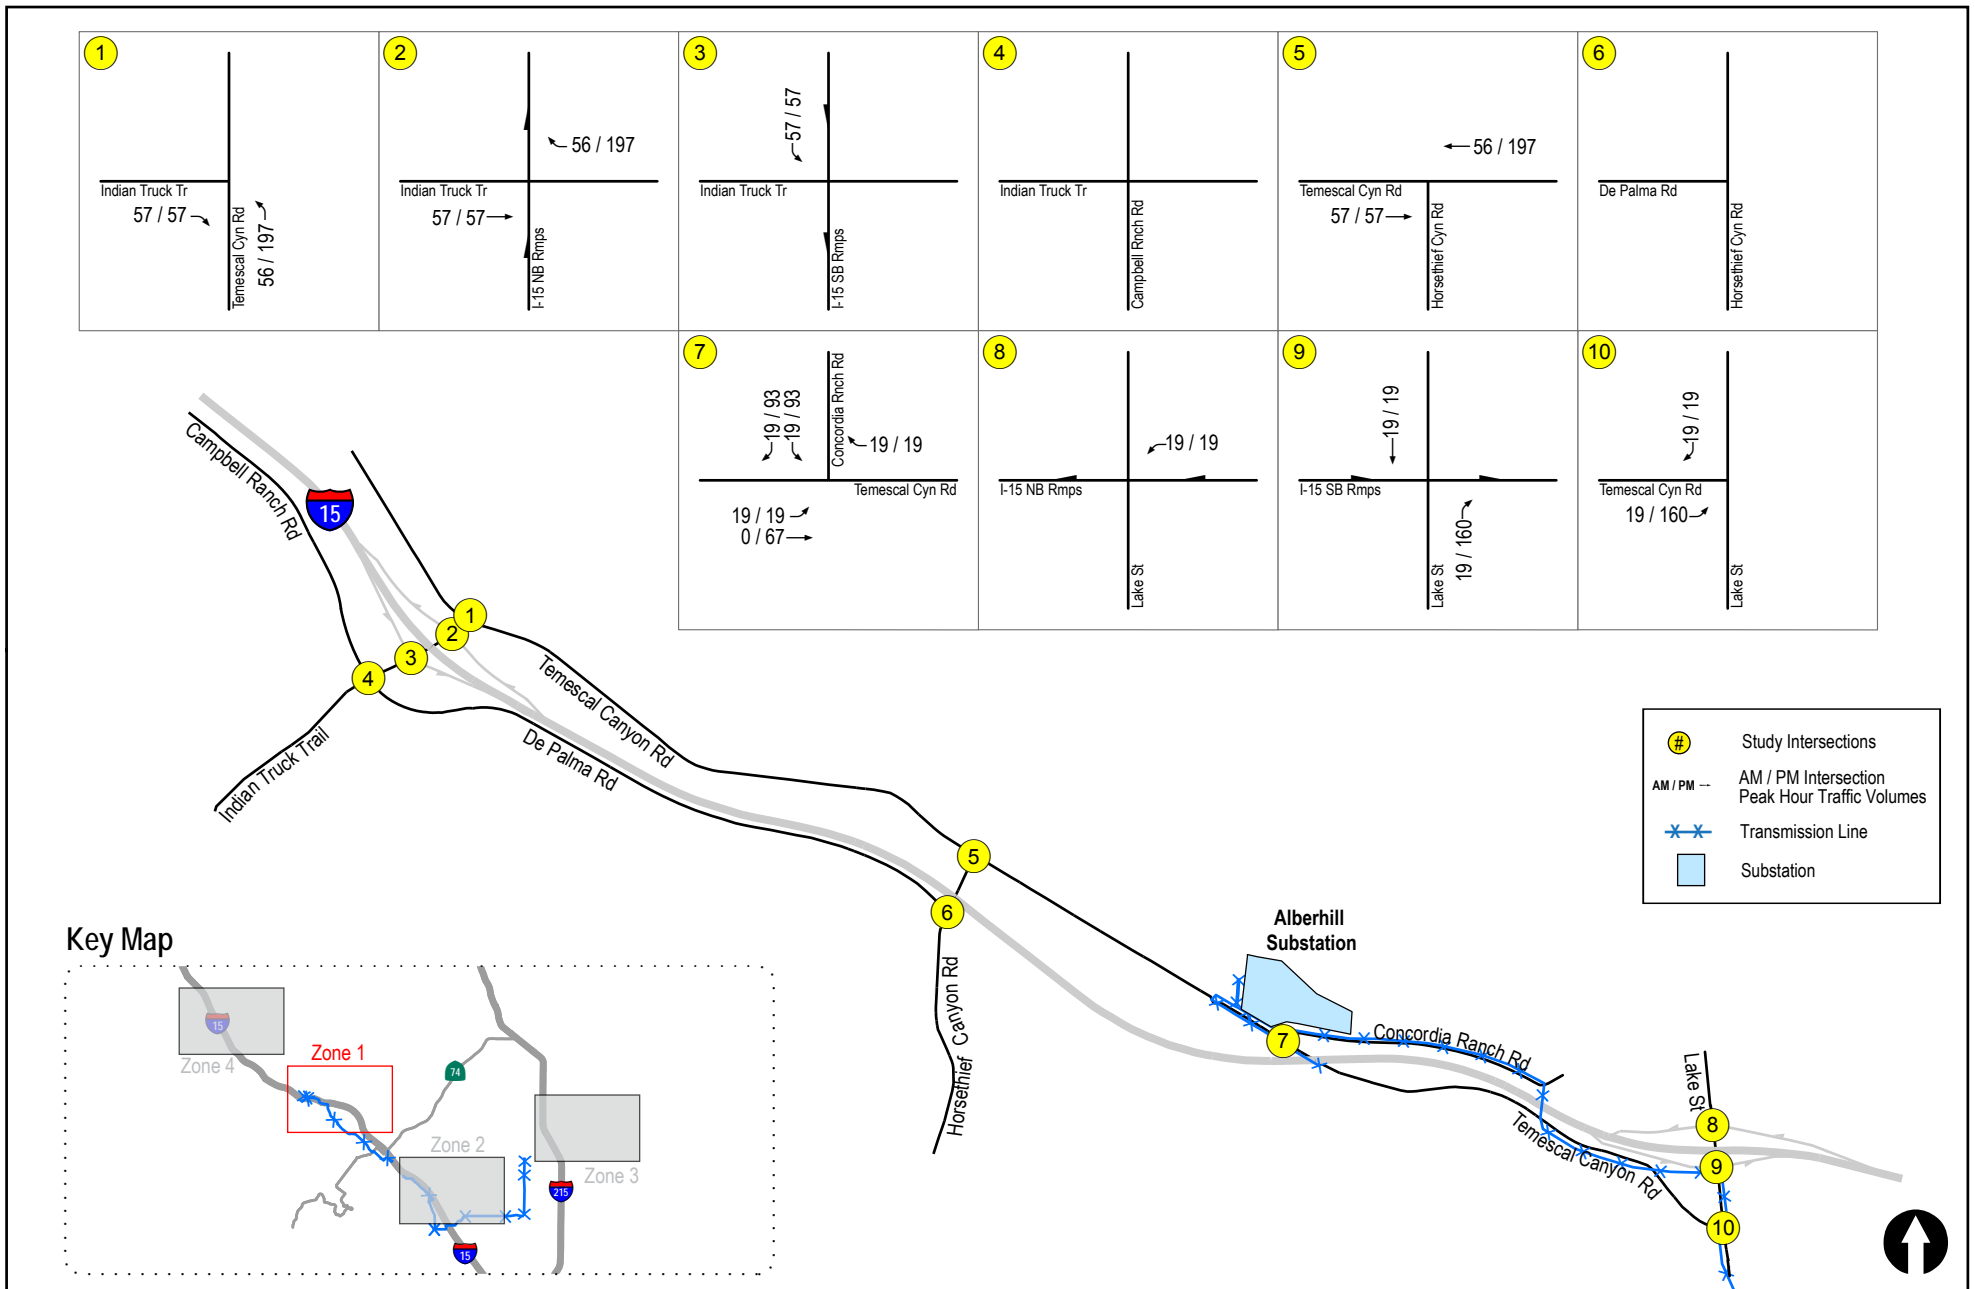 1
Indian Truck Tr
57 / 57
Temescal Cyn Rd
56 / 197
2
56 / 197
Indian Truck Tr
57 / 57
I-15 NB Rmps
3
57 / 57
Indian Truck Tr
I-15 SB Rmps
4
Indian Truck Tr
Campbell Rnch Rd
5
56 / 197
Temescal Cyn Rd
57 / 57
Horsethief Cyn Rd
6
De Palma Rd
Horsethief Cyn Rd
7
19 / 93
19 / 93
Concordia Rnch Rd
19 / 19
Temescal Cyn Rd
19 / 19
0 / 67
8
19 / 19
I-15 NB Rmps
Lake St
9
19 / 19
I-15 SB Rmps
Lake St
19 / 160
10
19 / 19
Temescal Cyn Rd
19 / 160
Lake St
Campbell Ranch Rd
15
1
2
3
4
Temescal Canyon Rd
De Palma Rd
Indian Truck Trail
5
6
Horsethief Canyon Rd
Alberhill
Substation
7
Concordia Ranch Rd
Temescal Canyon Rd
Lake St
8
9
10
#
Study Intersections
AM / PM
AM / PM Intersection
Peak Hour Traffic Volumes
Transmission Line
Substation
Key Map
15
Zone 4
Zone 1
74
Zone 2
Zone 3
215
15